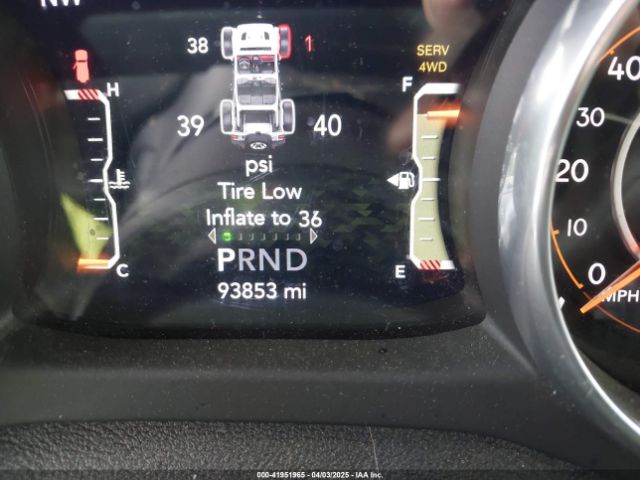 NW
38 1
SERV
4WD
H
F
39 40
psi
Tire Low
Inflate to 36
PRND
C
E
93853 mi
40
30
20
10
0
MPH
000-41951965 - 04/03/2025 - IAA Inc.